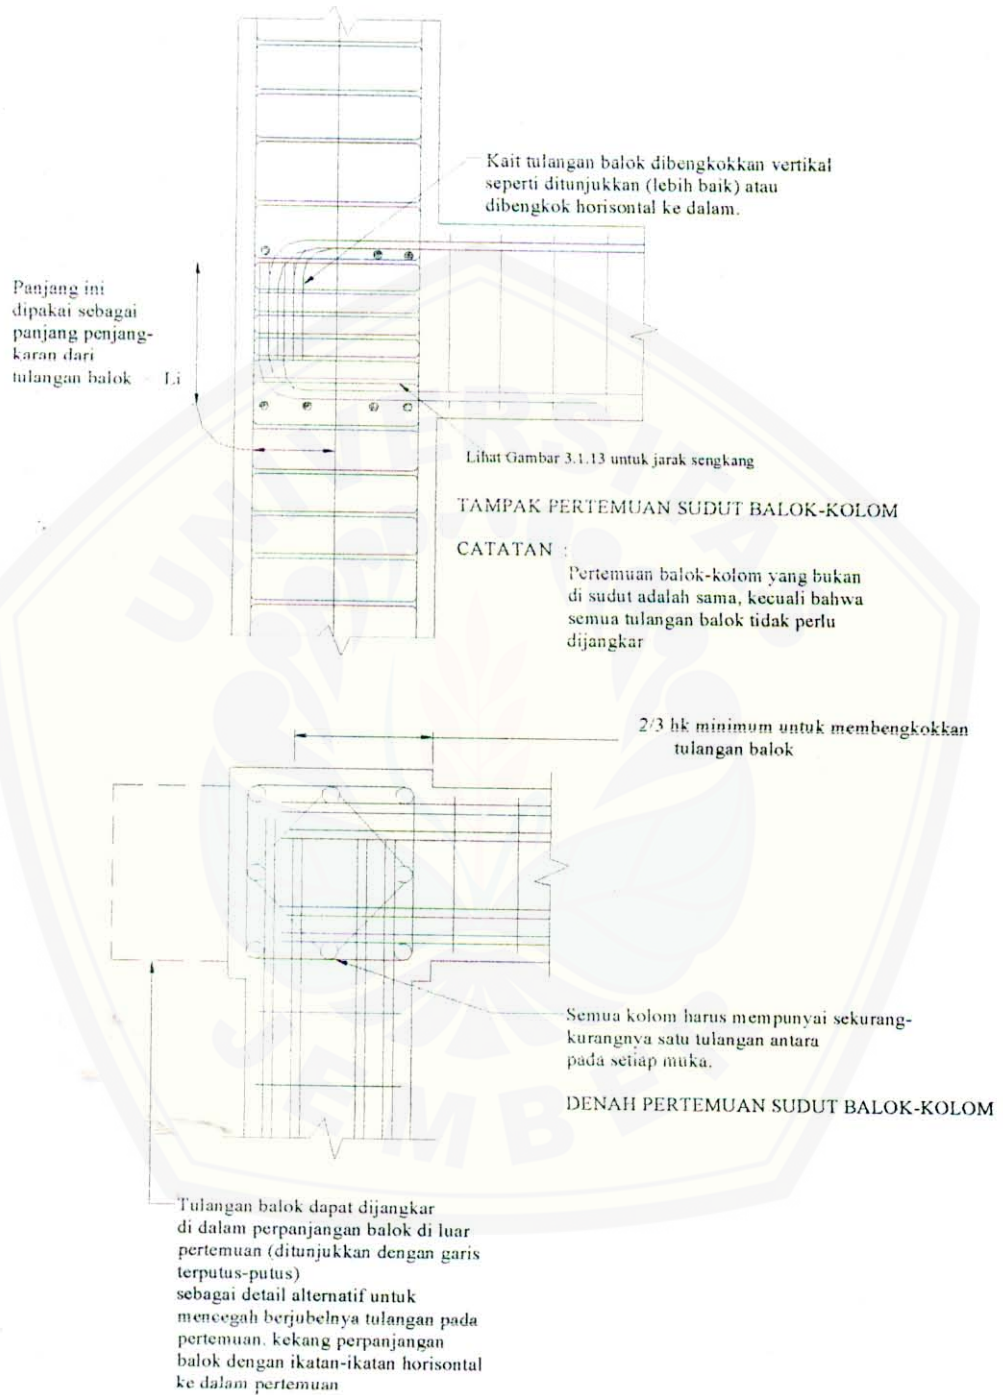 Kait tulangan balok dibengkokkan vertikal
seperti ditunjukkan (lebih baik) atau
dibengkok horisontal ke dalam.
Panjang ini
dipakai sebagai
panjang penjang-
karan dari
tulangan balok - Li
Lihat Gambar 3.1.13 untuk jarak sengkang
TAMPAK PERTEMUAN SUDUT BALOK-KOLOM
CATATAN :
Pertemuan balok-kolom yang bukan
di sudut adalah sama, kecuali bahwa
semua tulangan balok tidak perlu
dijangkar
2/3 hk minimum untuk membengkokkan
tulangan balok
Semua kolom harus mempunyai sekurang-
kurangnya satu tulangan antara
pada setiap muka.
DENAH PERTEMUAN SUDUT BALOK-KOLOM
Tulangan balok dapat dijangkar
di dalam perpanjangan balok di luar
pertemuan (ditunjukkan dengan garis
terputus-putus)
sebagai detail alternatif untuk
mencegah berjubelnya tulangan pada
pertemuan. kekang perpanjangan
balok dengan ikatan-ikatan horisontal
ke dalam pertemuan
UNIVERSITAS
JEMBER